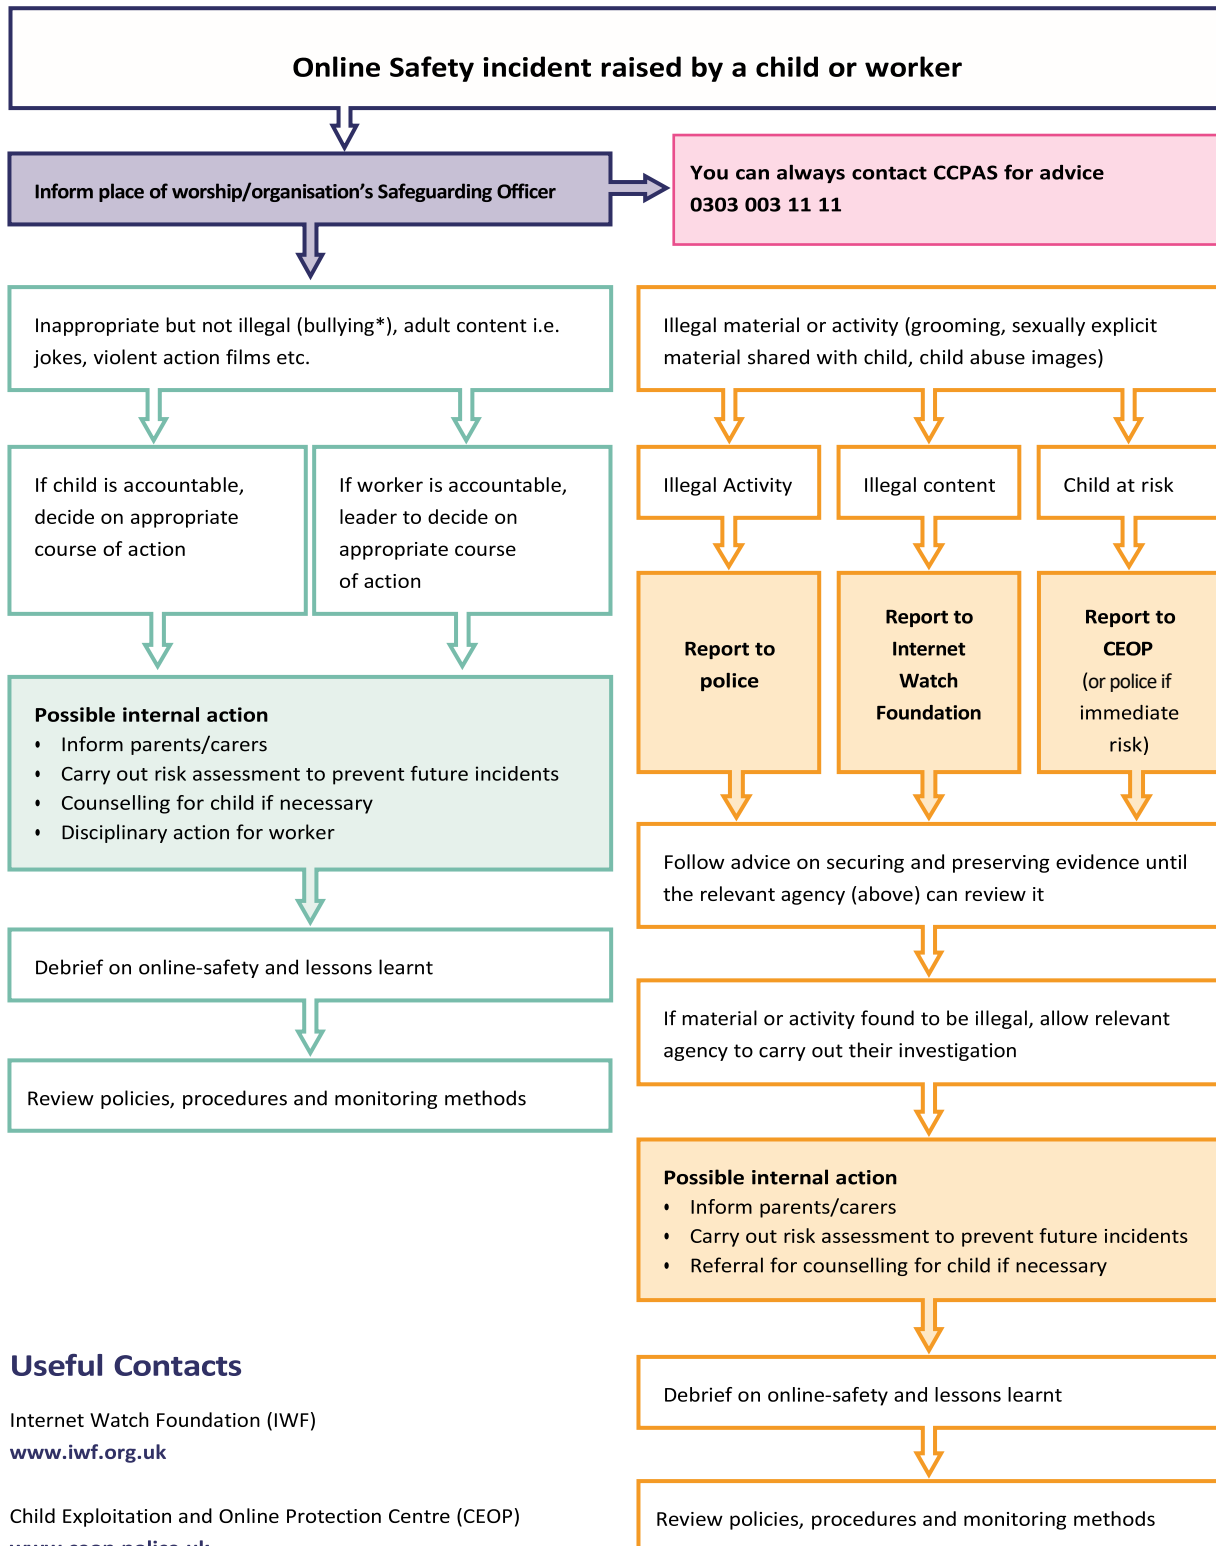 Online Safety incident raised by a child or worker
Inform place of worship/organisation’s Safeguarding Officer
You can always contact CCPAS for advice
0303 003 11 11
Inappropriate but not illegal (bullying*), adult content i.e.
jokes, violent action films etc.
If child is accountable,
decide on appropriate
course of action
If worker is accountable,
leader to decide on
appropriate course
of action
Possible internal action
• Inform parents/carers
• Carry out risk assessment to prevent future incidents
• Counselling for child if necessary
• Disciplinary action for worker
Debrief on online-safety and lessons learnt
Review policies, procedures and monitoring methods
Illegal material or activity (grooming, sexually explicit
material shared with child, child abuse images)
Illegal Activity
Illegal content
Child at risk
Report to
police
Report to
Internet
Watch
Foundation
Report to
CEOP
(or police if
immediate
risk)
Follow advice on securing and preserving evidence until
the relevant agency (above) can review it
If material or activity found to be illegal, allow relevant
agency to carry out their investigation
Possible internal action
• Inform parents/carers
• Carry out risk assessment to prevent future incidents
• Referral for counselling for child if necessary
Debrief on online-safety and lessons learnt
Review policies, procedures and monitoring methods
Useful Contacts
Internet Watch Foundation (IWF)
www.iwf.org.uk
Child Exploitation and Online Protection Centre (CEOP)
www.ceop.police.uk